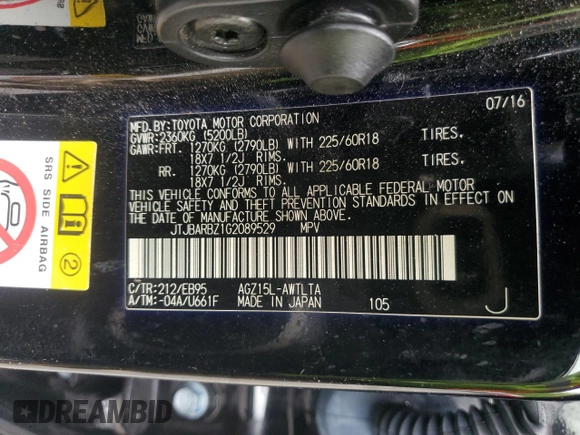 07/16
MFD.BY:TOYOTA MOTOR CORPORATION
GVWR:2360KG (5200LB)
GAWR:FRT. 1270KG (2790LB) WITH 225/60R18 TIRES.
18X7 1/2J RIMS.
RR. 1270KG (2790LB) WITH 225/60R18 TIRES.
18X7 1/2J RIMS.
THIS VEHICLE CONFORMS TO ALL APPLICABLE FEDERAL MOTOR
VEHICLE SAFETY AND THEFT PREVENTION STANDARDS IN EFFECT ON
THE DATE OF MANUFACTURE SHOWN ABOVE.
JTJBARBZ1G2089529 MPV
C/TR:212/EB95 AGZ15L-AWTLTA
A/TM:-04A/U661F MADE IN JAPAN 105 J
SRS SIDE AIRBAG
2
DREAMBID